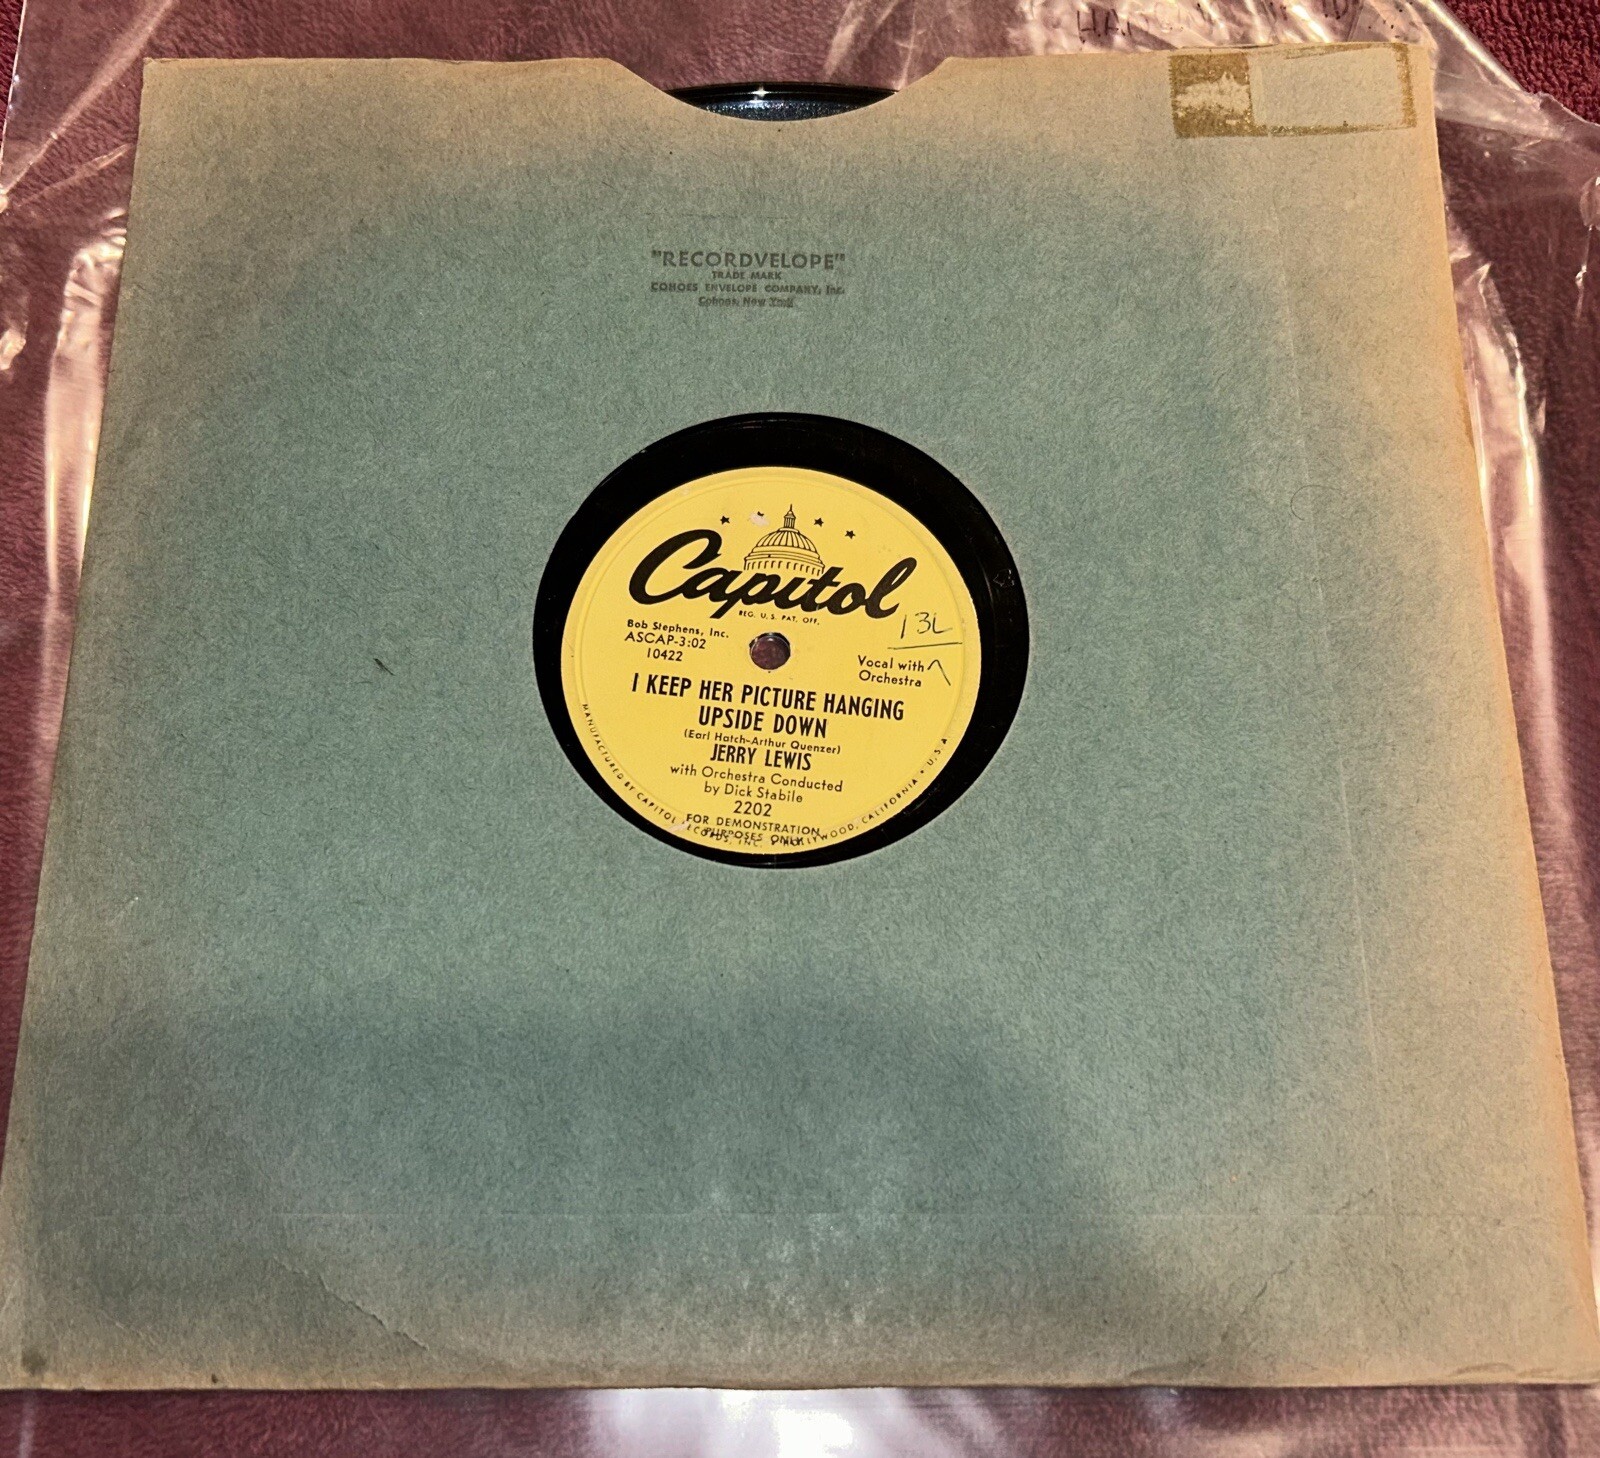 HANGING
"RECORDVELOPE"
TRADE MARK
COHOES ENVELOPE COMPANY, Inc.
Cohoes, New York
Capitol
REG. U.S. PAT. OFF.
13L
Bob Stephens, Inc.
ASCAP-3:02
10422
Vocal with
Orchestra
I KEEP HER PICTURE HANGING
UPSIDE DOWN
(Earl Hatch-Arthur Quenzer)
JERRY LEWIS
with Orchestra Conducted
by Dick Stabile
2202
FOR DEMONSTRATION
PURPOSES ONLY
MANUFACTURED BY CAPITOL RECORDS, INC. • HOLLYWOOD, CALIFORNIA • U.S.A.